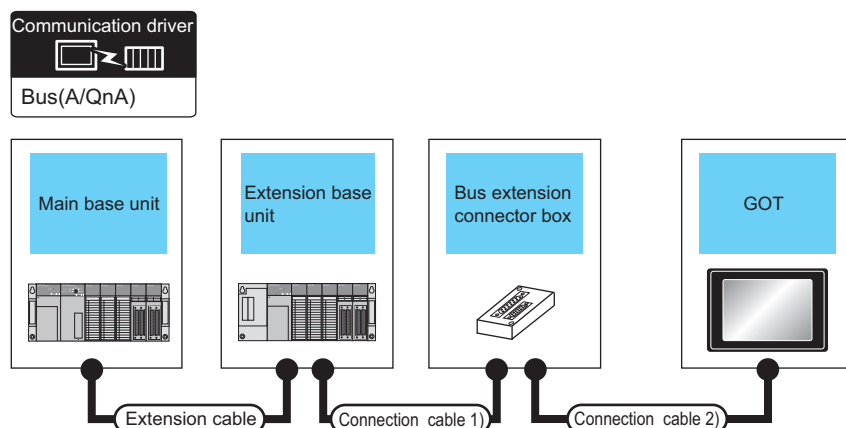 Communication driver
Bus(A/QnA)
Main base unit
Extension base
unit
Bus extension
connector box
GOT
Extension cable
Connection cable 1)
Connection cable 2)